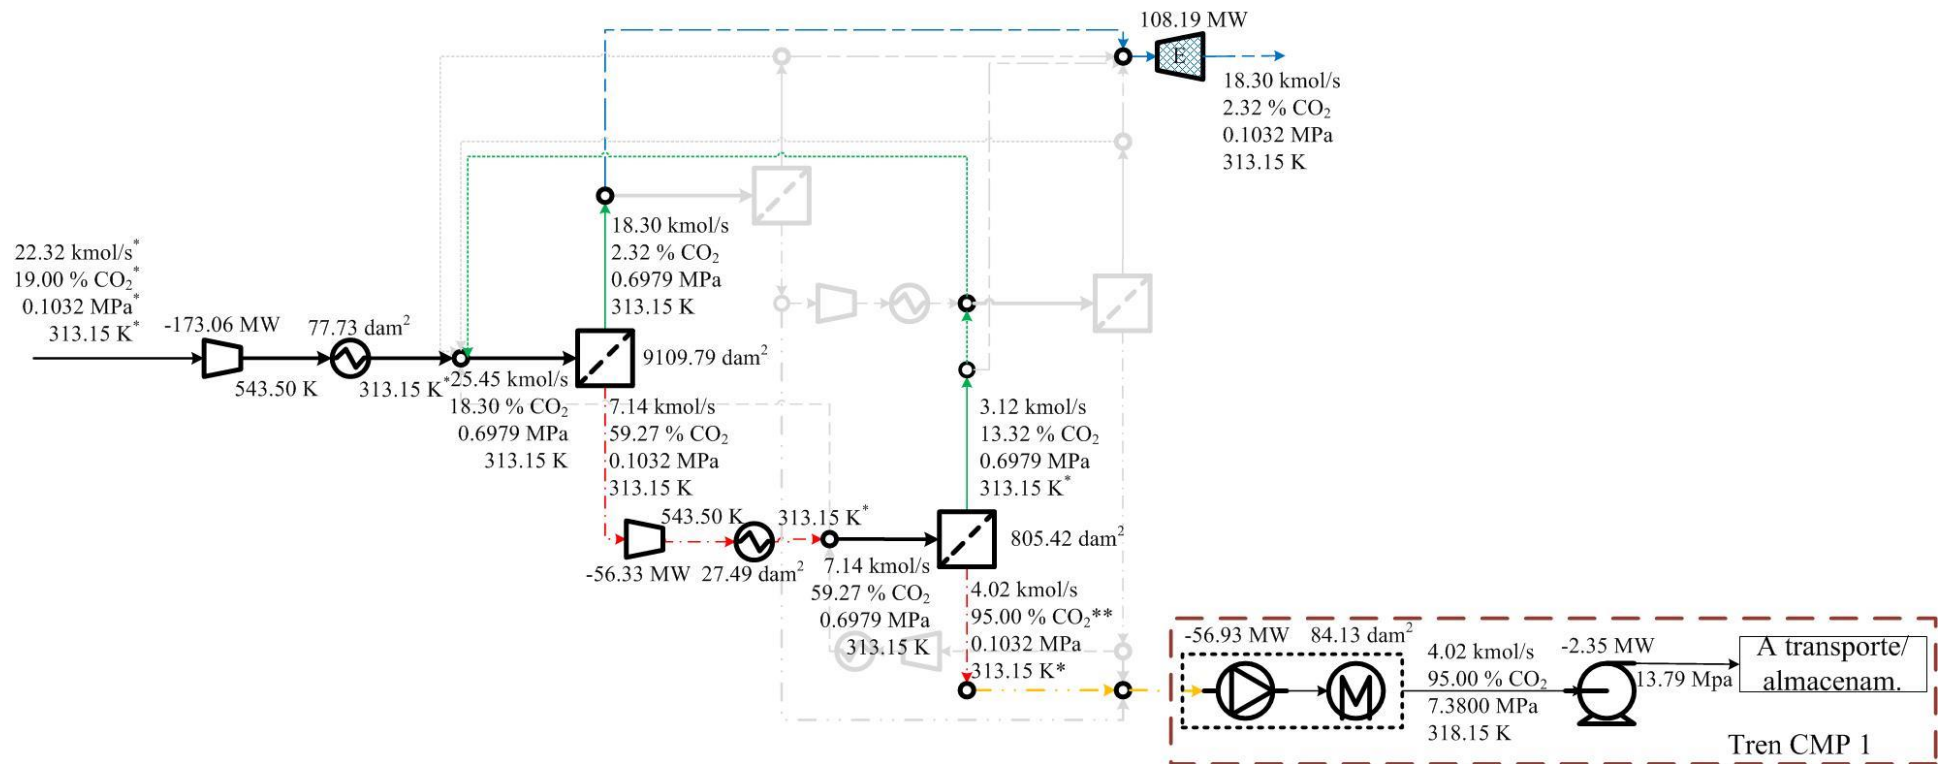 108.19 MW
E
18.30 kmol/s
2.32 % CO₂
0.1032 MPa
313.15 K
22.32 kmol/s*
19.00 % CO₂*
0.1032 MPa*
313.15 K*
-173.06 MW
543.50 K
77.73 dam²
313.15 K*
25.45 kmol/s
18.30 % CO₂
0.6979 MPa
313.15 K
18.30 kmol/s
2.32 % CO₂
0.6979 MPa
313.15 K
9109.79 dam²
7.14 kmol/s
59.27 % CO₂
0.1032 MPa
313.15 K
-56.33 MW
543.50 K
27.49 dam²
313.15 K*
7.14 kmol/s
59.27 % CO₂
0.6979 MPa
313.15 K
3.12 kmol/s
13.32 % CO₂
0.6979 MPa
313.15 K*
805.42 dam²
4.02 kmol/s
95.00 % CO₂**
0.1032 MPa
313.15 K*
-56.93 MW
84.13 dam²
4.02 kmol/s
95.00 % CO₂
7.3800 MPa
318.15 K
-2.35 MW
13.79 Mpa
A transporte/
almacenam.
Tren CMP 1